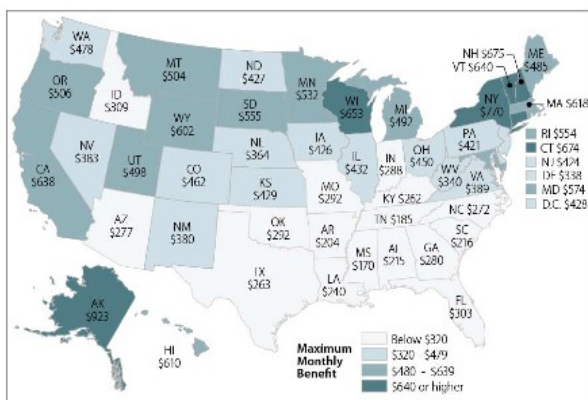 WA
$478
OR
$506
CA
$638
ID
$309
NV
$383
MT
$504
WY
$602
UT
$498
AZ
$277
CO
$462
NM
$380
ND
$427
SD
$555
NE
$364
KS
$429
OK
$292
TX
$263
MN
$532
IA
$426
MO
$292
AR
$204
LA
$240
WI
$653
IL
$432
MI
$492
IN
$288
OH
$450
KY $262
TN $185
MS
$170
Al
$215
GA
$280
FL
$303
SC
$216
NC $272
VA
$389
WV
$340
PA
$421
NY
$770
NH $675
VT $640
ME
$485
MA $618
RI $554
CT $674
NJ $424
DE $338
MD $574
D.C. $428
AK
$923
HI
$610
Maximum
Monthly
Benefit
Below $320
$320 $479
$480 – $639
$640 or higher